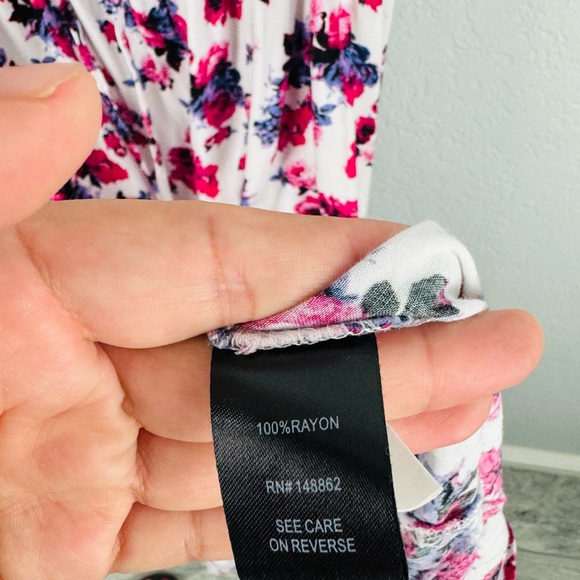 100%RAYON
RN# 148862
SEE CARE
ON REVERSE